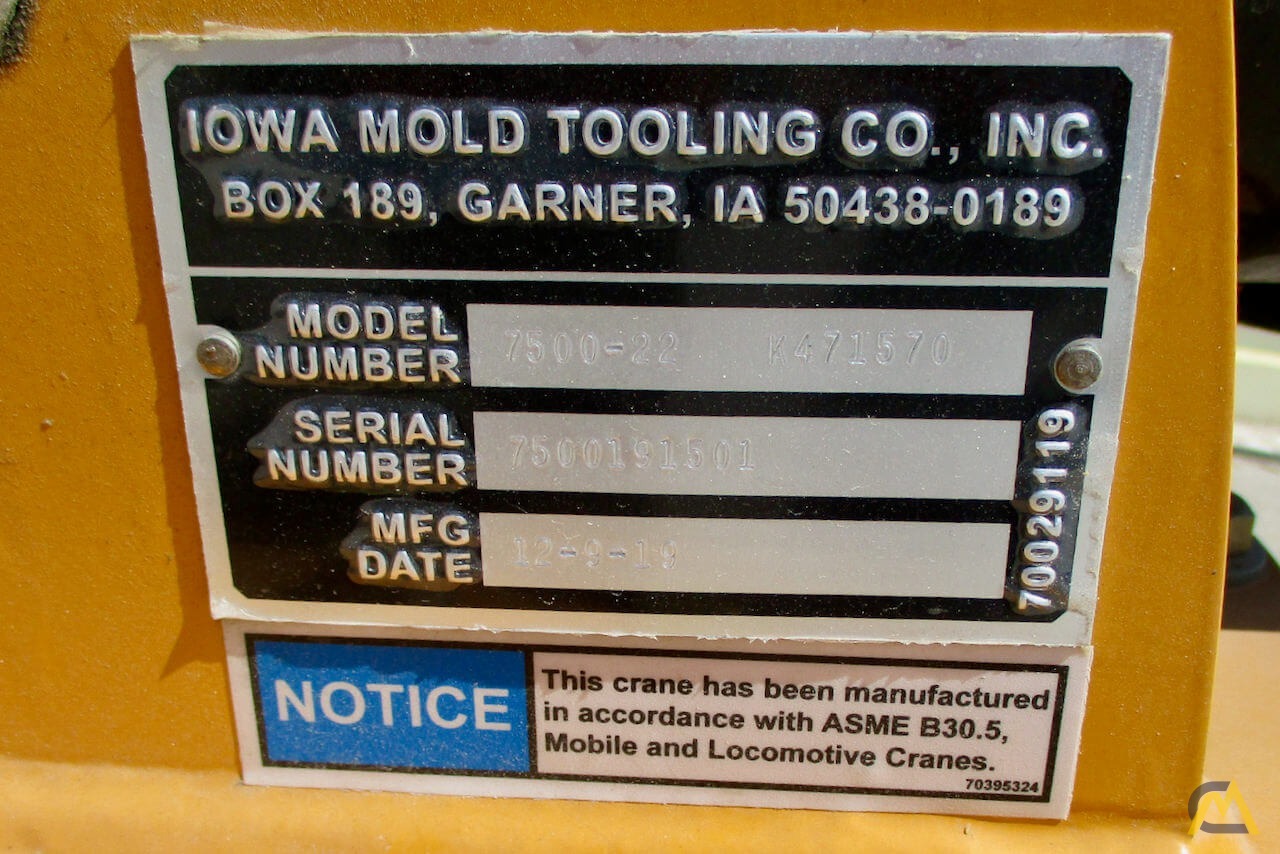 IOWA MOLD TOOLING CO., INC.
BOX 189, GARNER, IA 50438-0189
MODEL
NUMBER
7500-22 K471570
SERIAL
NUMBER
7500191501
MFG
DATE
12-9-19
70029119
NOTICE
This crane has been manufactured
in accordance with ASME B30.5,
Mobile and Locomotive Cranes.
70395324